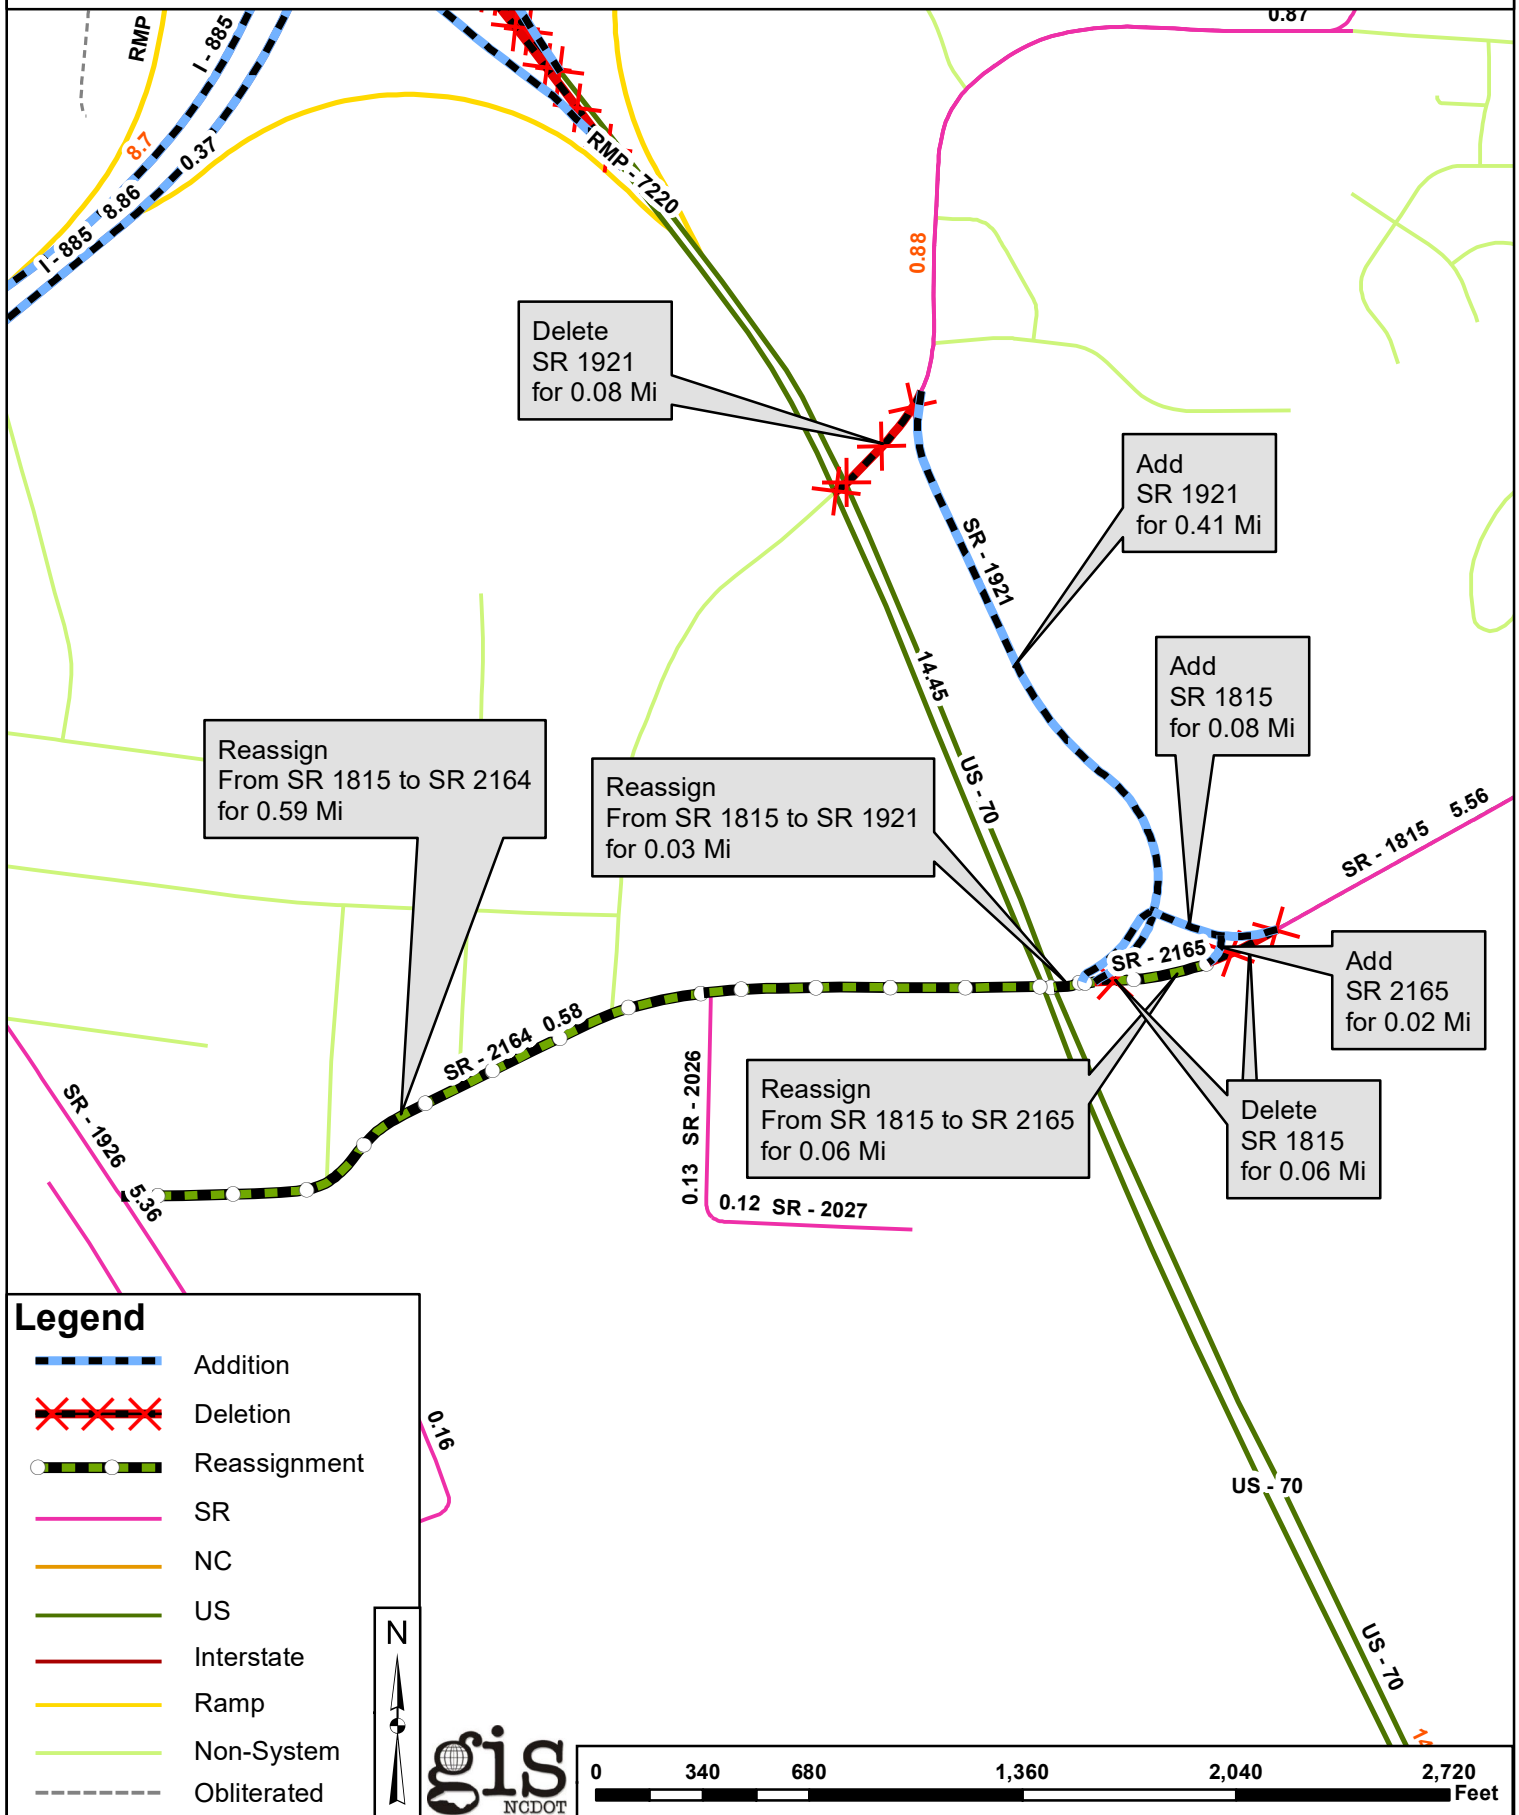 0.87
RMP
I - 885
8.7
0.37
8.86
I - 885
RMP - 7220
0.88
Delete
SR 1921
for 0.08 Mi
Add
SR 1921
for 0.41 Mi
SR - 1921
14.45
Add
SR 1815
for 0.08 Mi
Reassign
From SR 1815 to SR 2164
for 0.59 Mi
Reassign
From SR 1815 to SR 1921
for 0.03 Mi
US - 70
SR - 1815 5.56
SR - 2165
Add
SR 2165
for 0.02 Mi
SR - 2164 0.58
SR - 1926
5.36
0.13 SR - 2026
0.12 SR - 2027
Reassign
From SR 1815 to SR 2165
for 0.06 Mi
Delete
SR 1815
for 0.06 Mi
Legend
Addition
Deletion
Reassignment
SR
NC
US
Interstate
Ramp
Non-System
Obliterated
0.16
US - 70
US - 70
14
N
gis
NCDOT
0 340 680 1,360 2,040 2,720
Feet